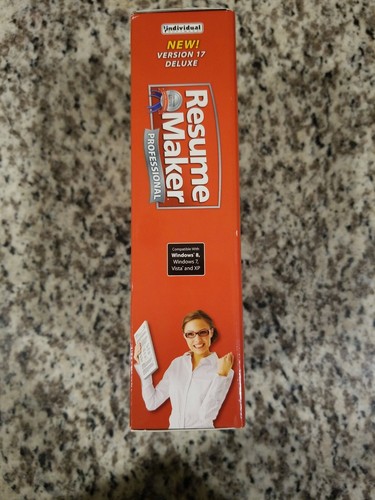 individual
NEW!
VERSION 17
DELUXE
Resume
Maker
PROFESSIONAL
Compatible With
Windows® 8,
Windows 7,
Vista® and XP